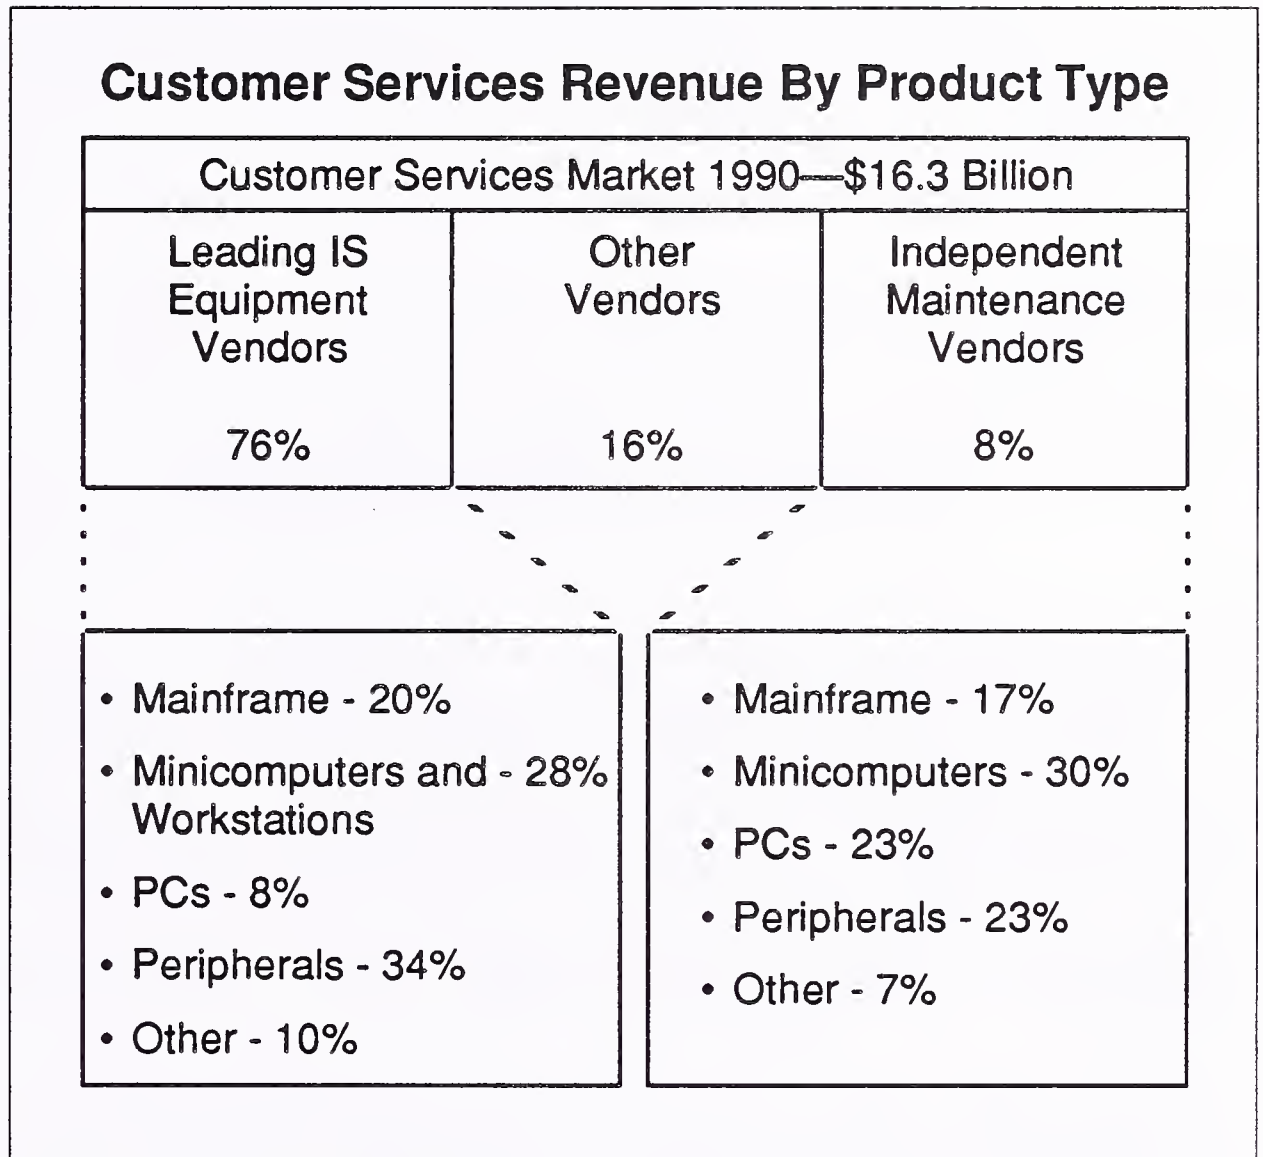 Customer Services Revenue By Product Type
Customer Services Market 1990—$16.3 Billion
Leading IS
Equipment
Vendors
76%
Other
Vendors
16%
Independent
Maintenance
Vendors
8%
• Mainframe - 20%
• Minicomputers and - 28%
Workstations
• PCs - 8%
• Peripherals - 34%
• Other - 10%
• Mainframe - 17%
• Minicomputers - 30%
• PCs - 23%
• Peripherals - 23%
• Other - 7%